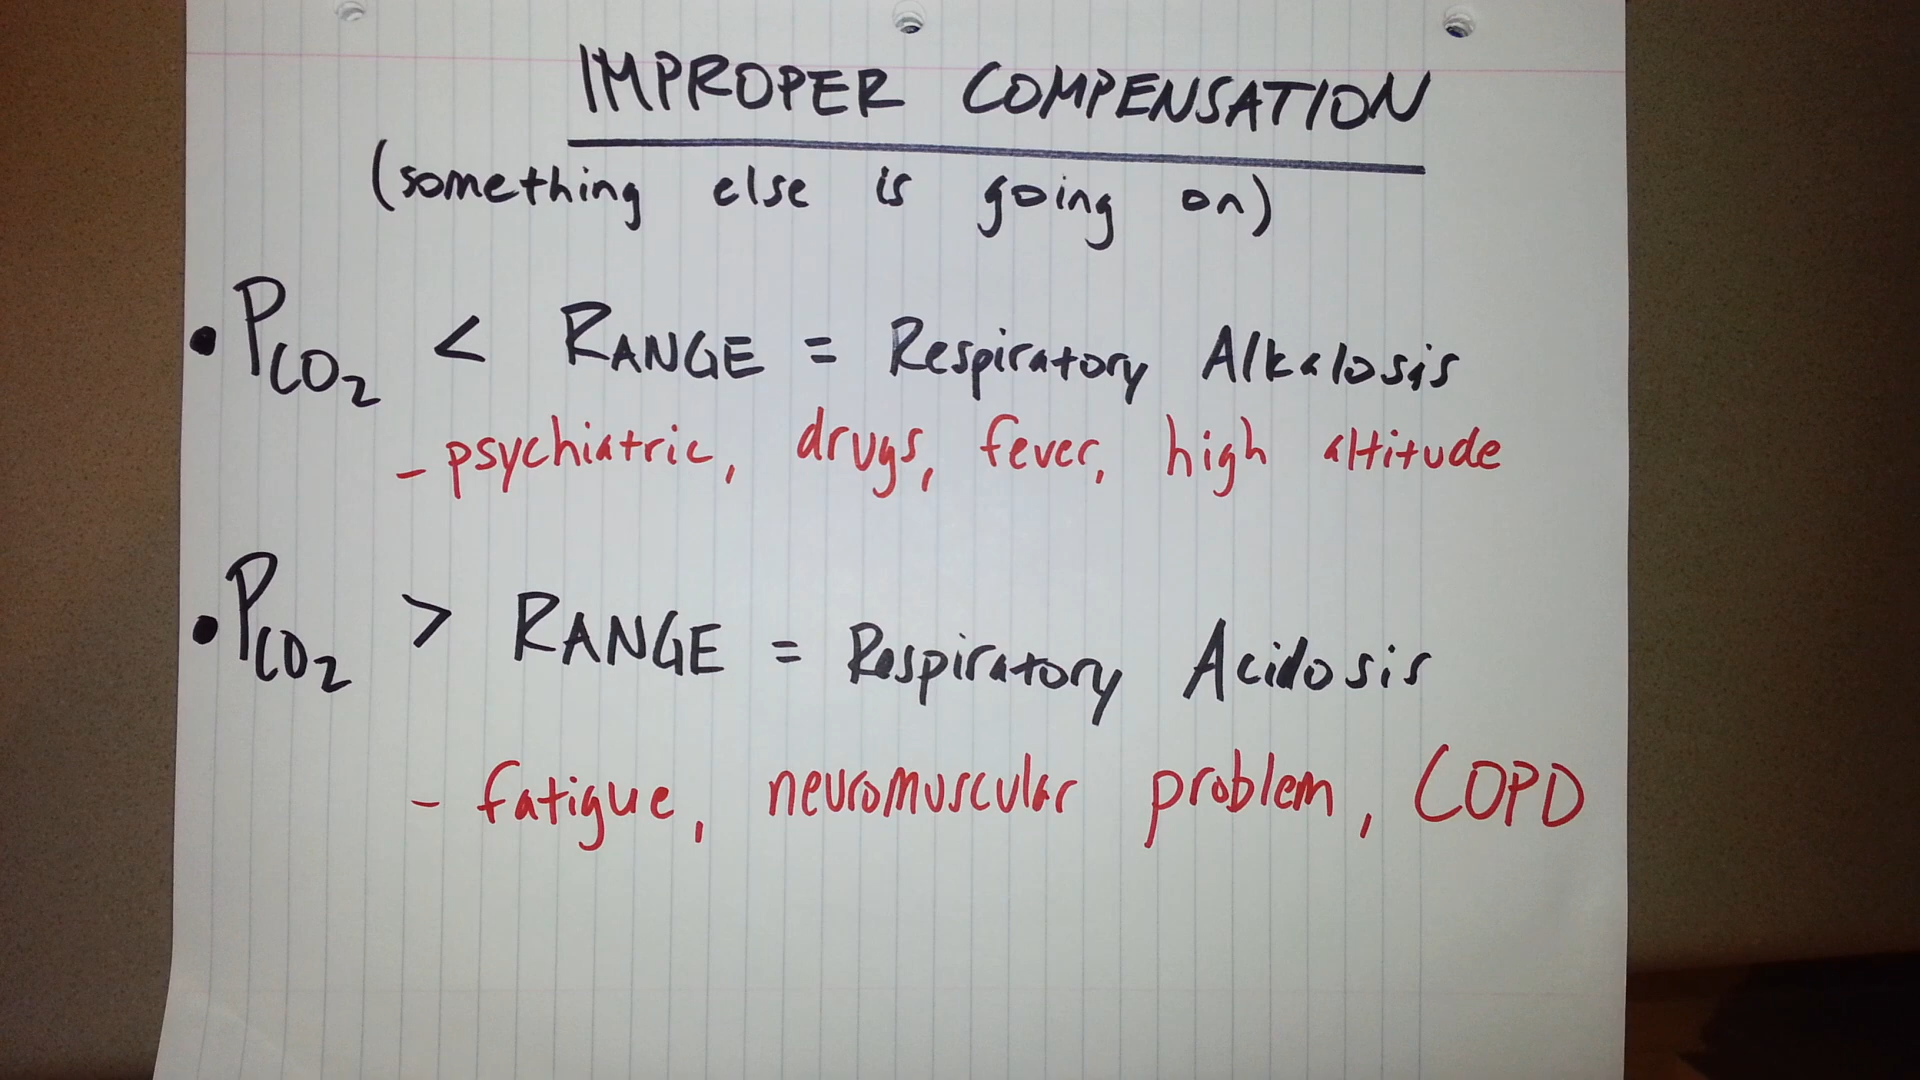 IMPROPER COMPENSATION
(something else is going on)
• PCO2 < RANGE = Respiratory Alkalosis
- psychiatric, drugs, fever, high altitude
• PCO2 > RANGE = Respiratory Acidosis
- fatigue, neuromuscular problem, COPD